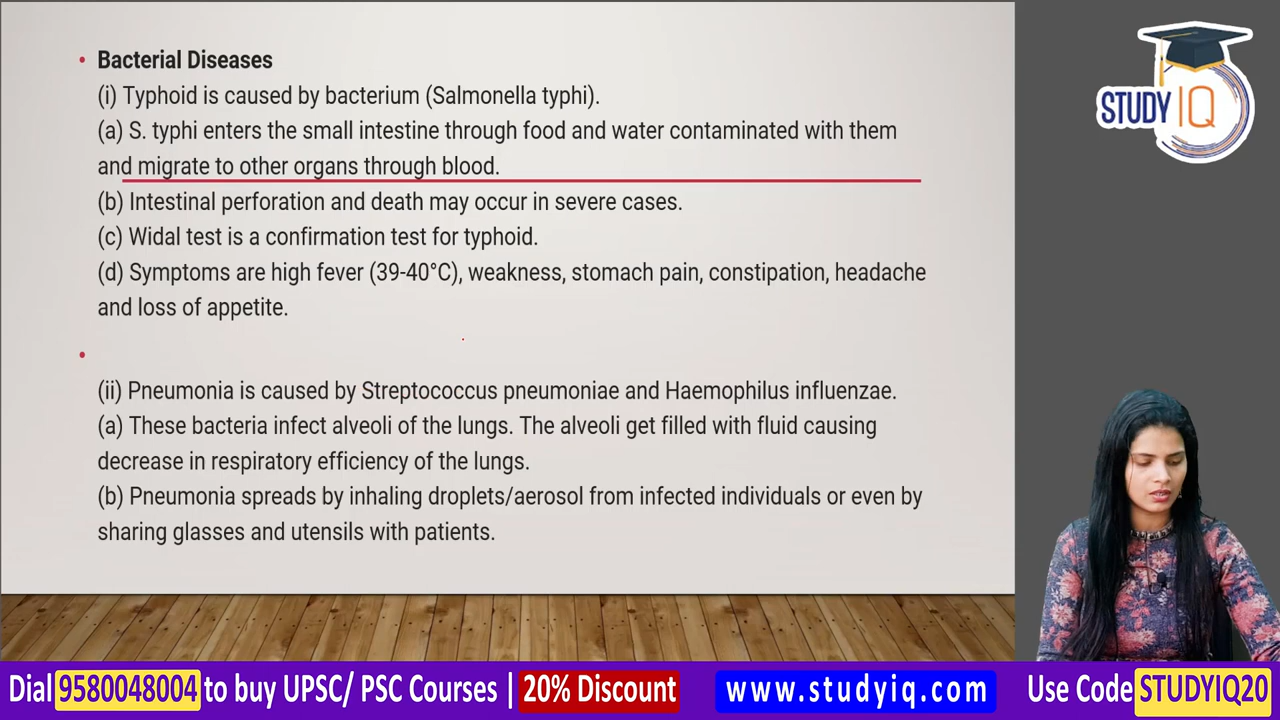 Bacterial Diseases
(i) Typhoid is caused by bacterium (Salmonella typhi).
(a) S. typhi enters the small intestine through food and water contaminated with them
and migrate to other organs through blood.
(b) Intestinal perforation and death may occur in severe cases.
(c) Widal test is a confirmation test for typhoid.
(d) Symptoms are high fever (39-40°C), weakness, stomach pain, constipation, headache
and loss of appetite.
(ii) Pneumonia is caused by Streptococcus pneumoniae and Haemophilus influenzae.
(a) These bacteria infect alveoli of the lungs. The alveoli get filled with fluid causing
decrease in respiratory efficiency of the lungs.
(b) Pneumonia spreads by inhaling droplets/aerosol from infected individuals or even by
sharing glasses and utensils with patients.
STUDY IQ
Dial 9580048004 to buy UPSC/ PSC Courses | 20% Discount www.studyiq.com Use Code STUDYIQ20